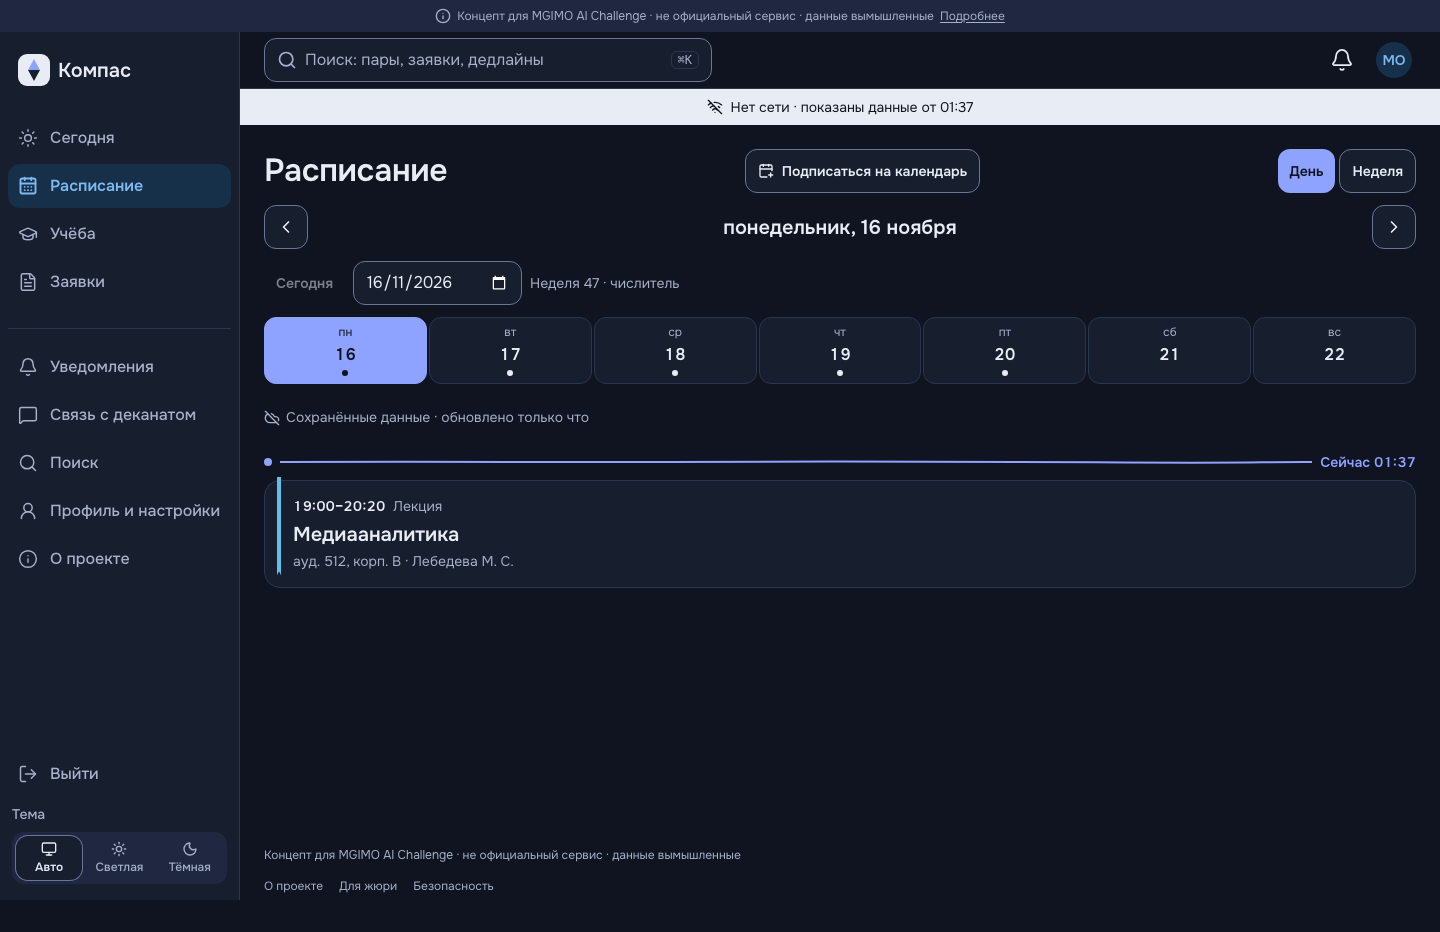 Концепт для MGIMO AI Challenge · не официальный сервис · данные вымышленные Подробнее
Компас
Поиск: пары, заявки, дедлайны
⌘K
МО
Нет сети · показаны данные от 01:37
Сегодня
Расписание
Учёба
Заявки
Уведомления
Связь с деканатом
Поиск
Профиль и настройки
О проекте
Выйти
Тема
Авто
Светлая
Тёмная
Расписание
Подписаться на календарь
День
Неделя
понедельник, 16 ноября
Сегодня
16/11/2026
Неделя 47 · числитель
пн
16
вт
17
ср
18
чт
19
пт
20
сб
21
вс
22
Сохранённые данные · обновлено только что
Сейчас 01:37
19:00–20:20 Лекция
Медиааналитика
ауд. 512, корп. В · Лебедева М. С.
Концепт для MGIMO AI Challenge · не официальный сервис · данные вымышленные
О проекте
Для жюри
Безопасность